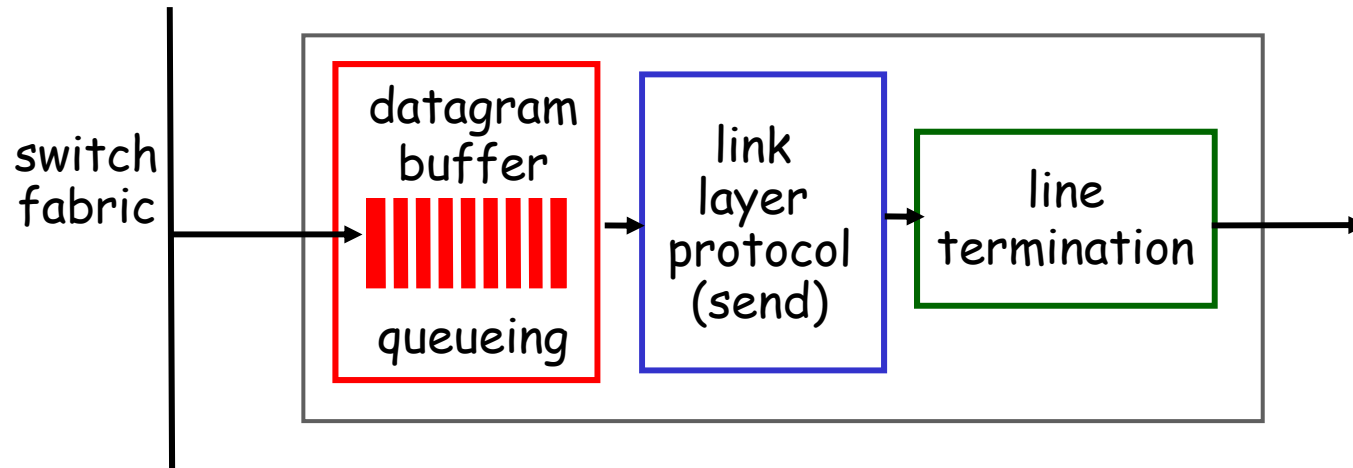 switch
fabric
datagram
buffer
queueing
link
layer
protocol
(send)
line
termination